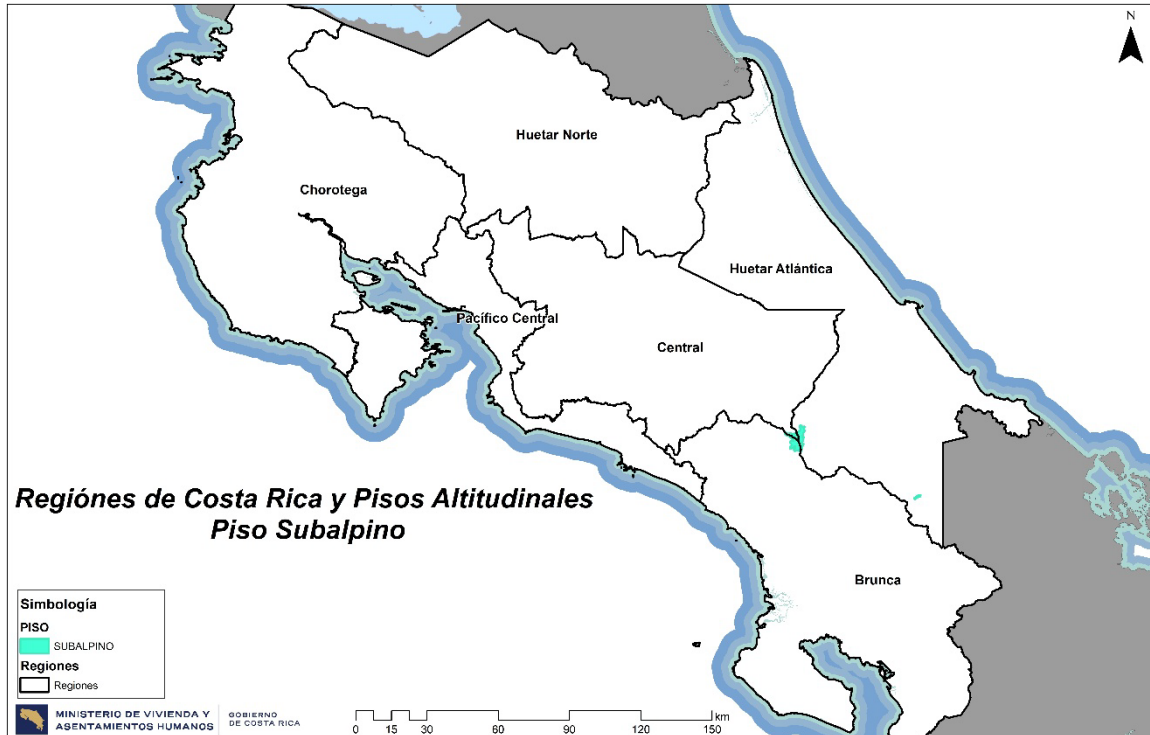 N
Huetar Norte
Chorotega
Huetar Atlántica
Pacífico Central
Central
Regiónes de Costa Rica y Pisos Altitudinales
Piso Subalpino
Brunca
Simbología
PISO
SUBALPINO
Regiones
Regiones
MINISTERIO DE VIVIENDA Y
ASENTAMIENTOS HUMANOS
GOBIERNO
DE COSTA RICA
km
0 15 30 60 90 120 150